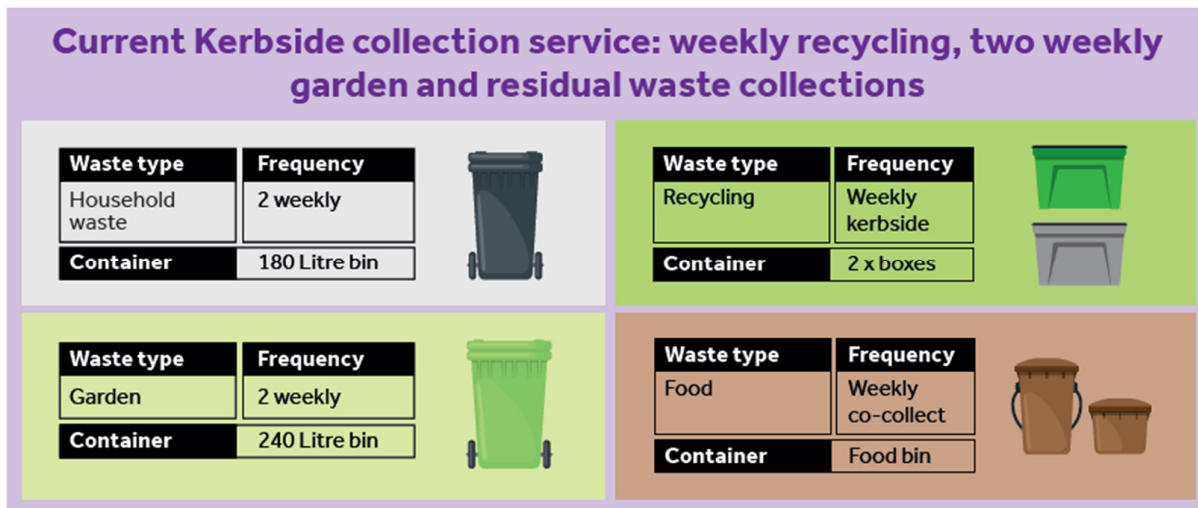 Current Kerbside collection service: weekly recycling, two weekly
garden and residual waste collections
Waste type Frequency
Household 2 weekly
waste
Container 180 Litre bin
Waste type Frequency
Recycling Weekly
kerbside
Container 2 x boxes
Waste type Frequency
Garden 2 weekly
Container 240 Litre bin
Waste type Frequency
Food Weekly
co-collect
Container Food bin